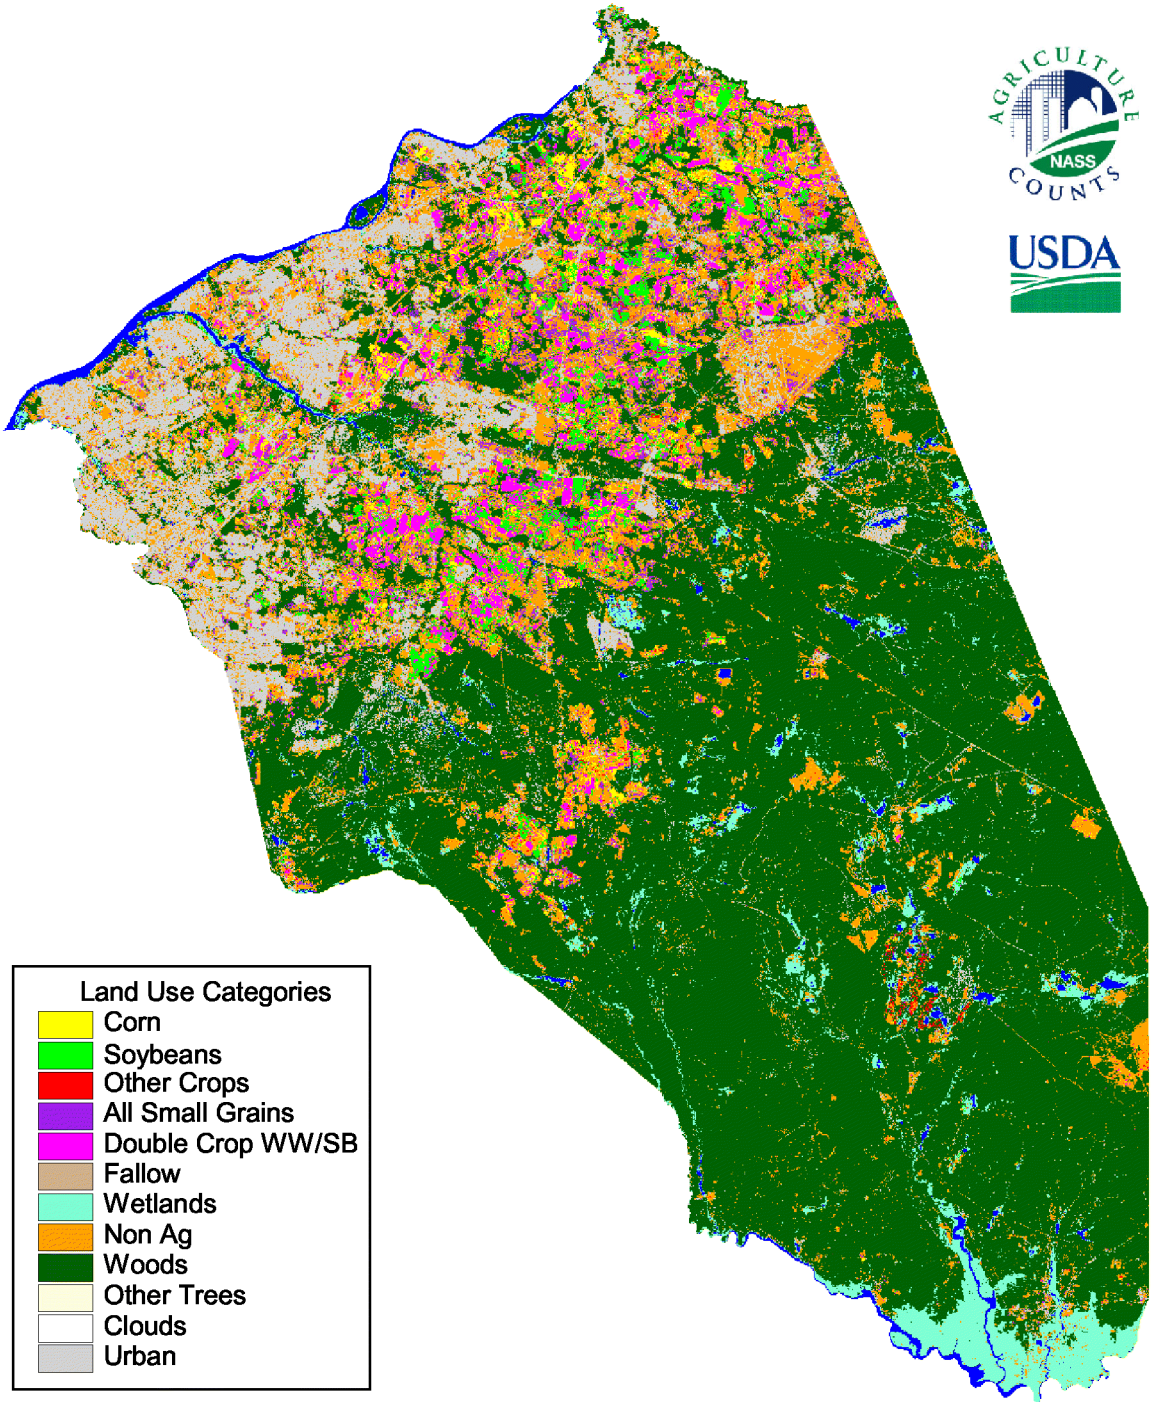 AGRICULTURE
NASS
COUNTS
USDA
Land Use Categories
Corn
Soybeans
Other Crops
All Small Grains
Double Crop WW/SB
Fallow
Wetlands
Non Ag
Woods
Other Trees
Clouds
Urban